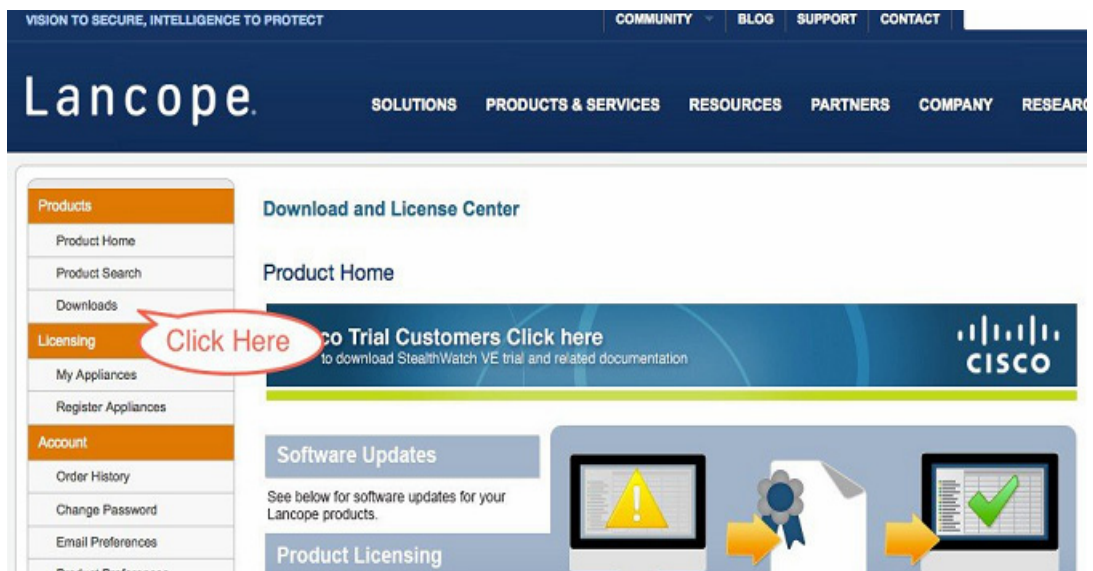 VISION TO SECURE, INTELLIGENCE TO PROTECT
COMMUNITY BLOG SUPPORT CONTACT
Lancope.
SOLUTIONS PRODUCTS & SERVICES RESOURCES PARTNERS COMPANY
Products
Product Home
Product Search
Downloads
Licensing
My Appliances
Register Appliances
Account
Order History
Change Password
Email Preferences
Click Here
Download and License Center
Product Home
Trial Customers Click here
to download StealthWatch VE trial and related documentation
CISCO
Software Updates
See below for software updates for your
Lancope products.
Product Licensing